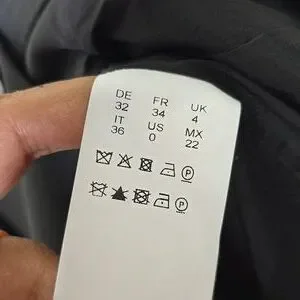 DE FR UK
32 34 4
IT US MX
36 0 22
P
P